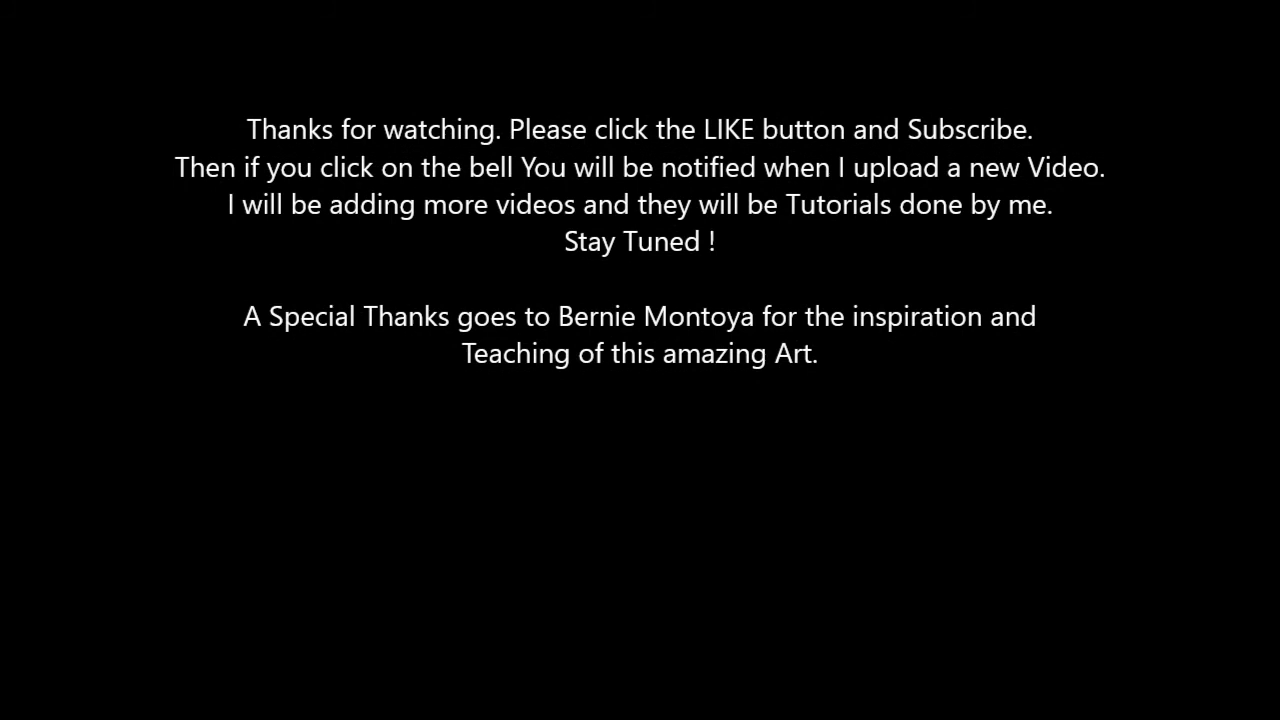 Thanks for watching. Please click the LIKE button and Subscribe.
Then if you click on the bell You will be notified when I upload a new Video.
I will be adding more videos and they will be Tutorials done by me.
Stay Tuned !
A Special Thanks goes to Bernie Montoya for the inspiration and
Teaching of this amazing Art.